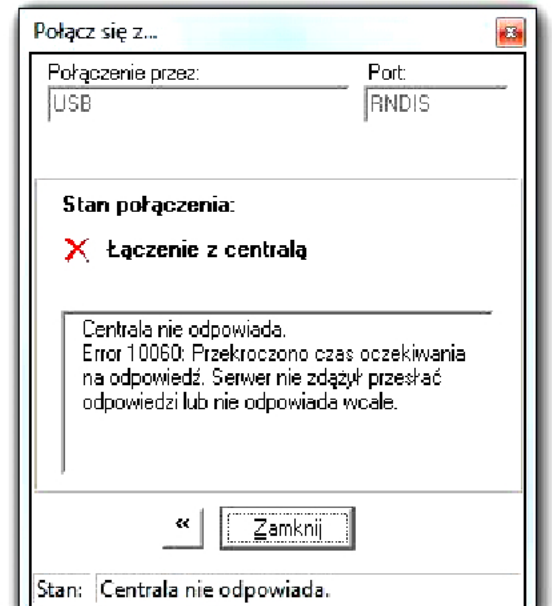 Połącz się z...
Połączenie przez: Port:
USB RNDIS
Stan połączenia:
Łączenie z centralą
Centrala nie odpowiada.
Error 10060: Przekroczono czas oczekiwania
na odpowiedź. Serwer nie zdążył przesłać
odpowiedzi lub nie odpowiada wcale.
« Zamknij
Stan: Centrala nie odpowiada.